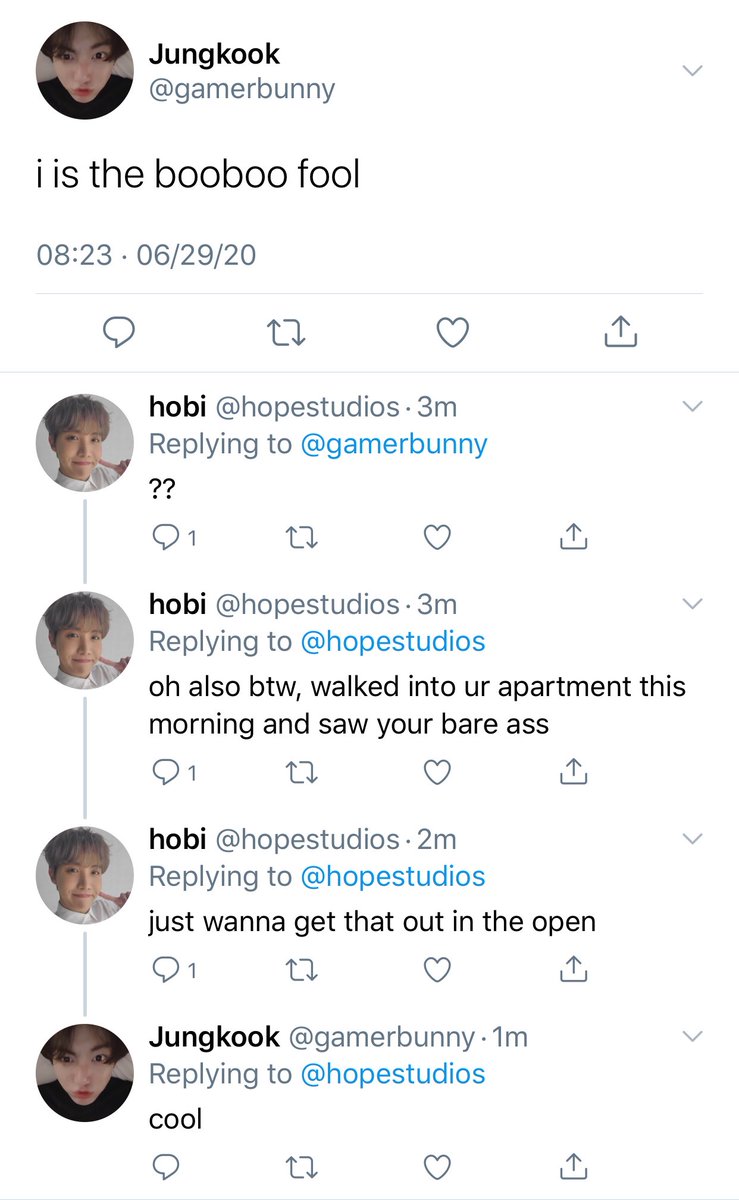 Jungkook
@gamerbunny
i is the booboo fool
08:23 · 06/29/20
hobi @hopestudios · 3m
Replying to @gamerbunny
??
1
hobi @hopestudios · 3m
Replying to @hopestudios
oh also btw, walked into ur apartment this
morning and saw your bare ass
1
hobi @hopestudios · 2m
Replying to @hopestudios
just wanna get that out in the open
1
Jungkook @gamerbunny · 1m
Replying to @hopestudios
cool